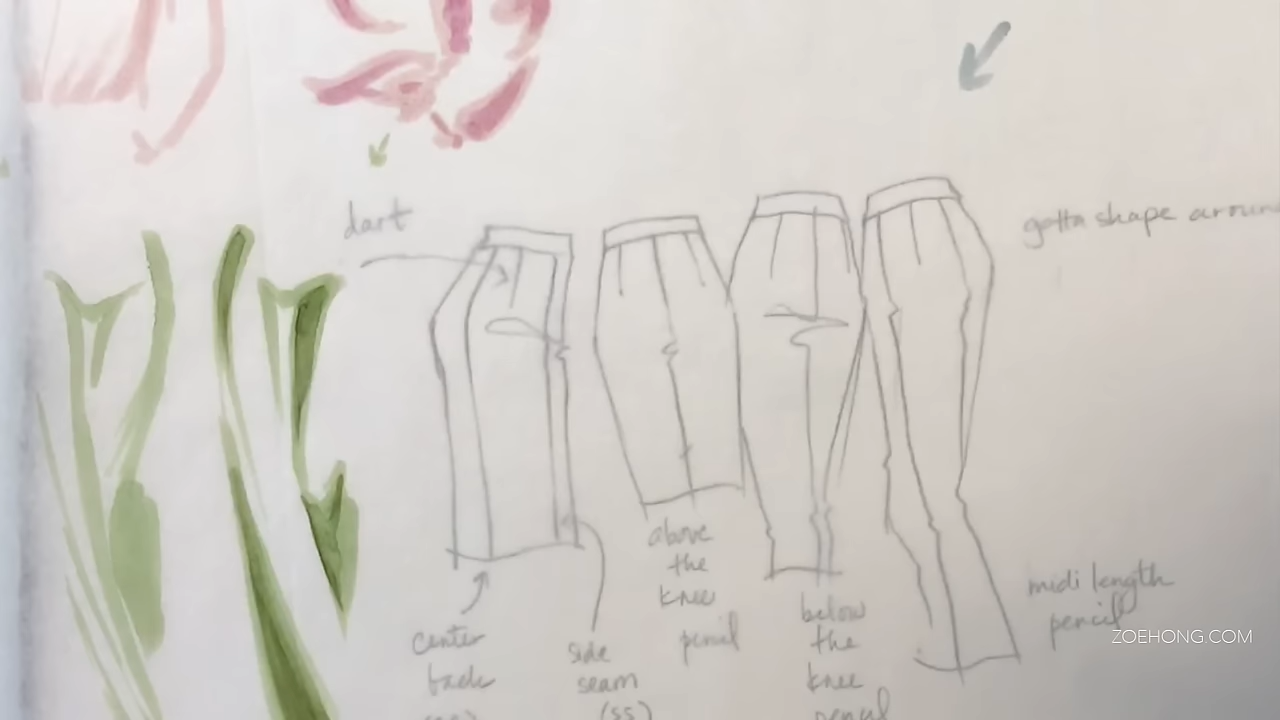 dart
gotta shape aroun
above
the
knee
pencil
midi length
pencil
below
the
knee
pencil
center
back
side
seam
(ss)
ZOEHONG.COM